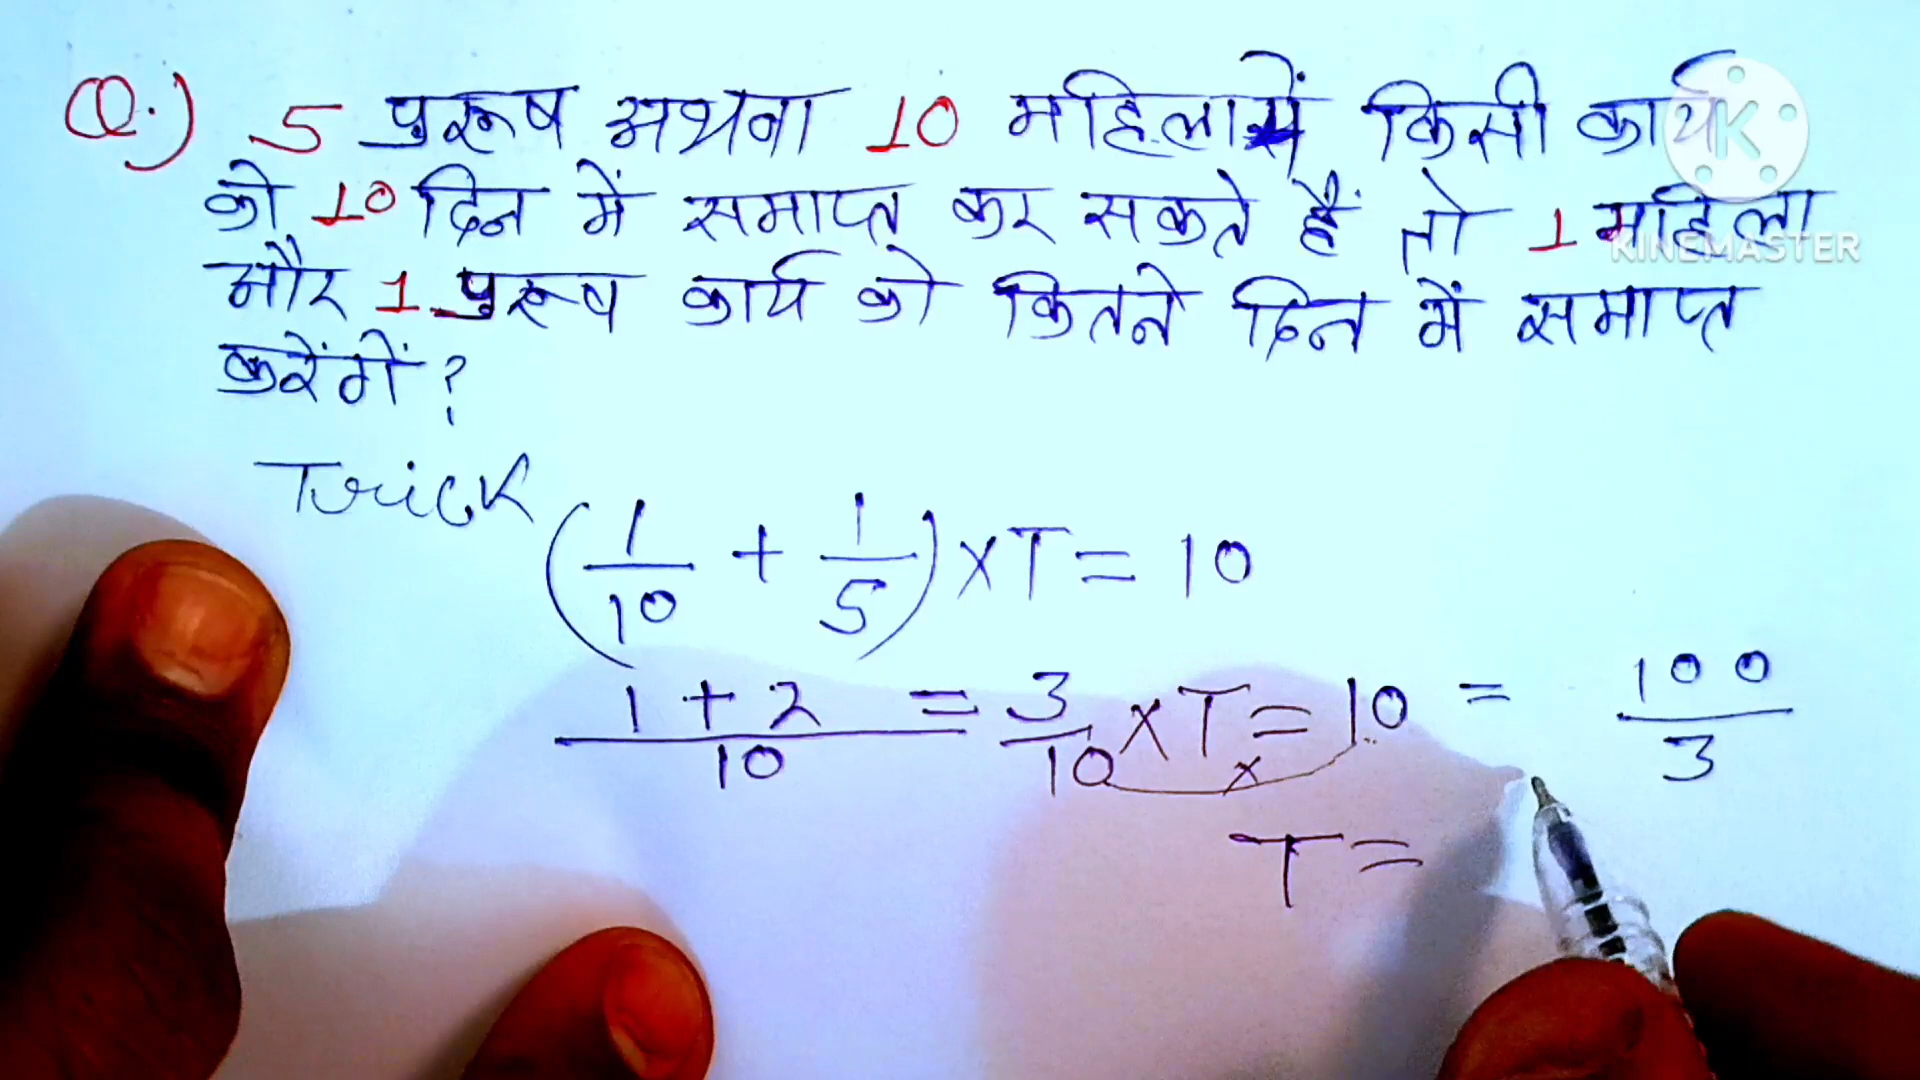 Q.) 5 पुरूष अथवा 10 महिलायें किसी कार्य
को 10 दिन में समाप्त कर सकते हैं तो 1 महिला
और 1 पुरूष कार्य को कितने दिन में समाप्त
करेंगें ?
Trick
(1/10 + 1/5) × T = 10
1 + 2 / 10 = 3/10 × T = 10 = 100/3
×
T =
K
KINEMASTER